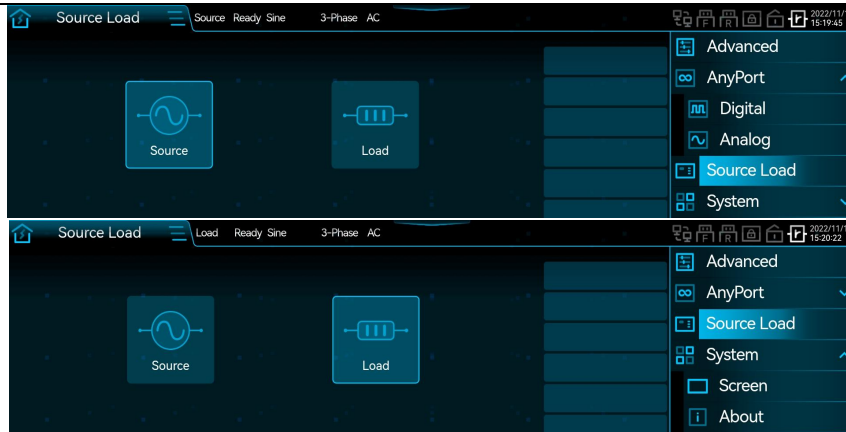 Source Load Source Ready Sine 3-Phase AC F R 2022/11/1
15:19:45
Advanced
AnyPort
Digital
Analog
Source Load
System
Source Load
Source Load Load Ready Sine 3-Phase AC F R 2022/11/1
15:20:22
Advanced
AnyPort
Source Load
System
Screen
About
Source Load